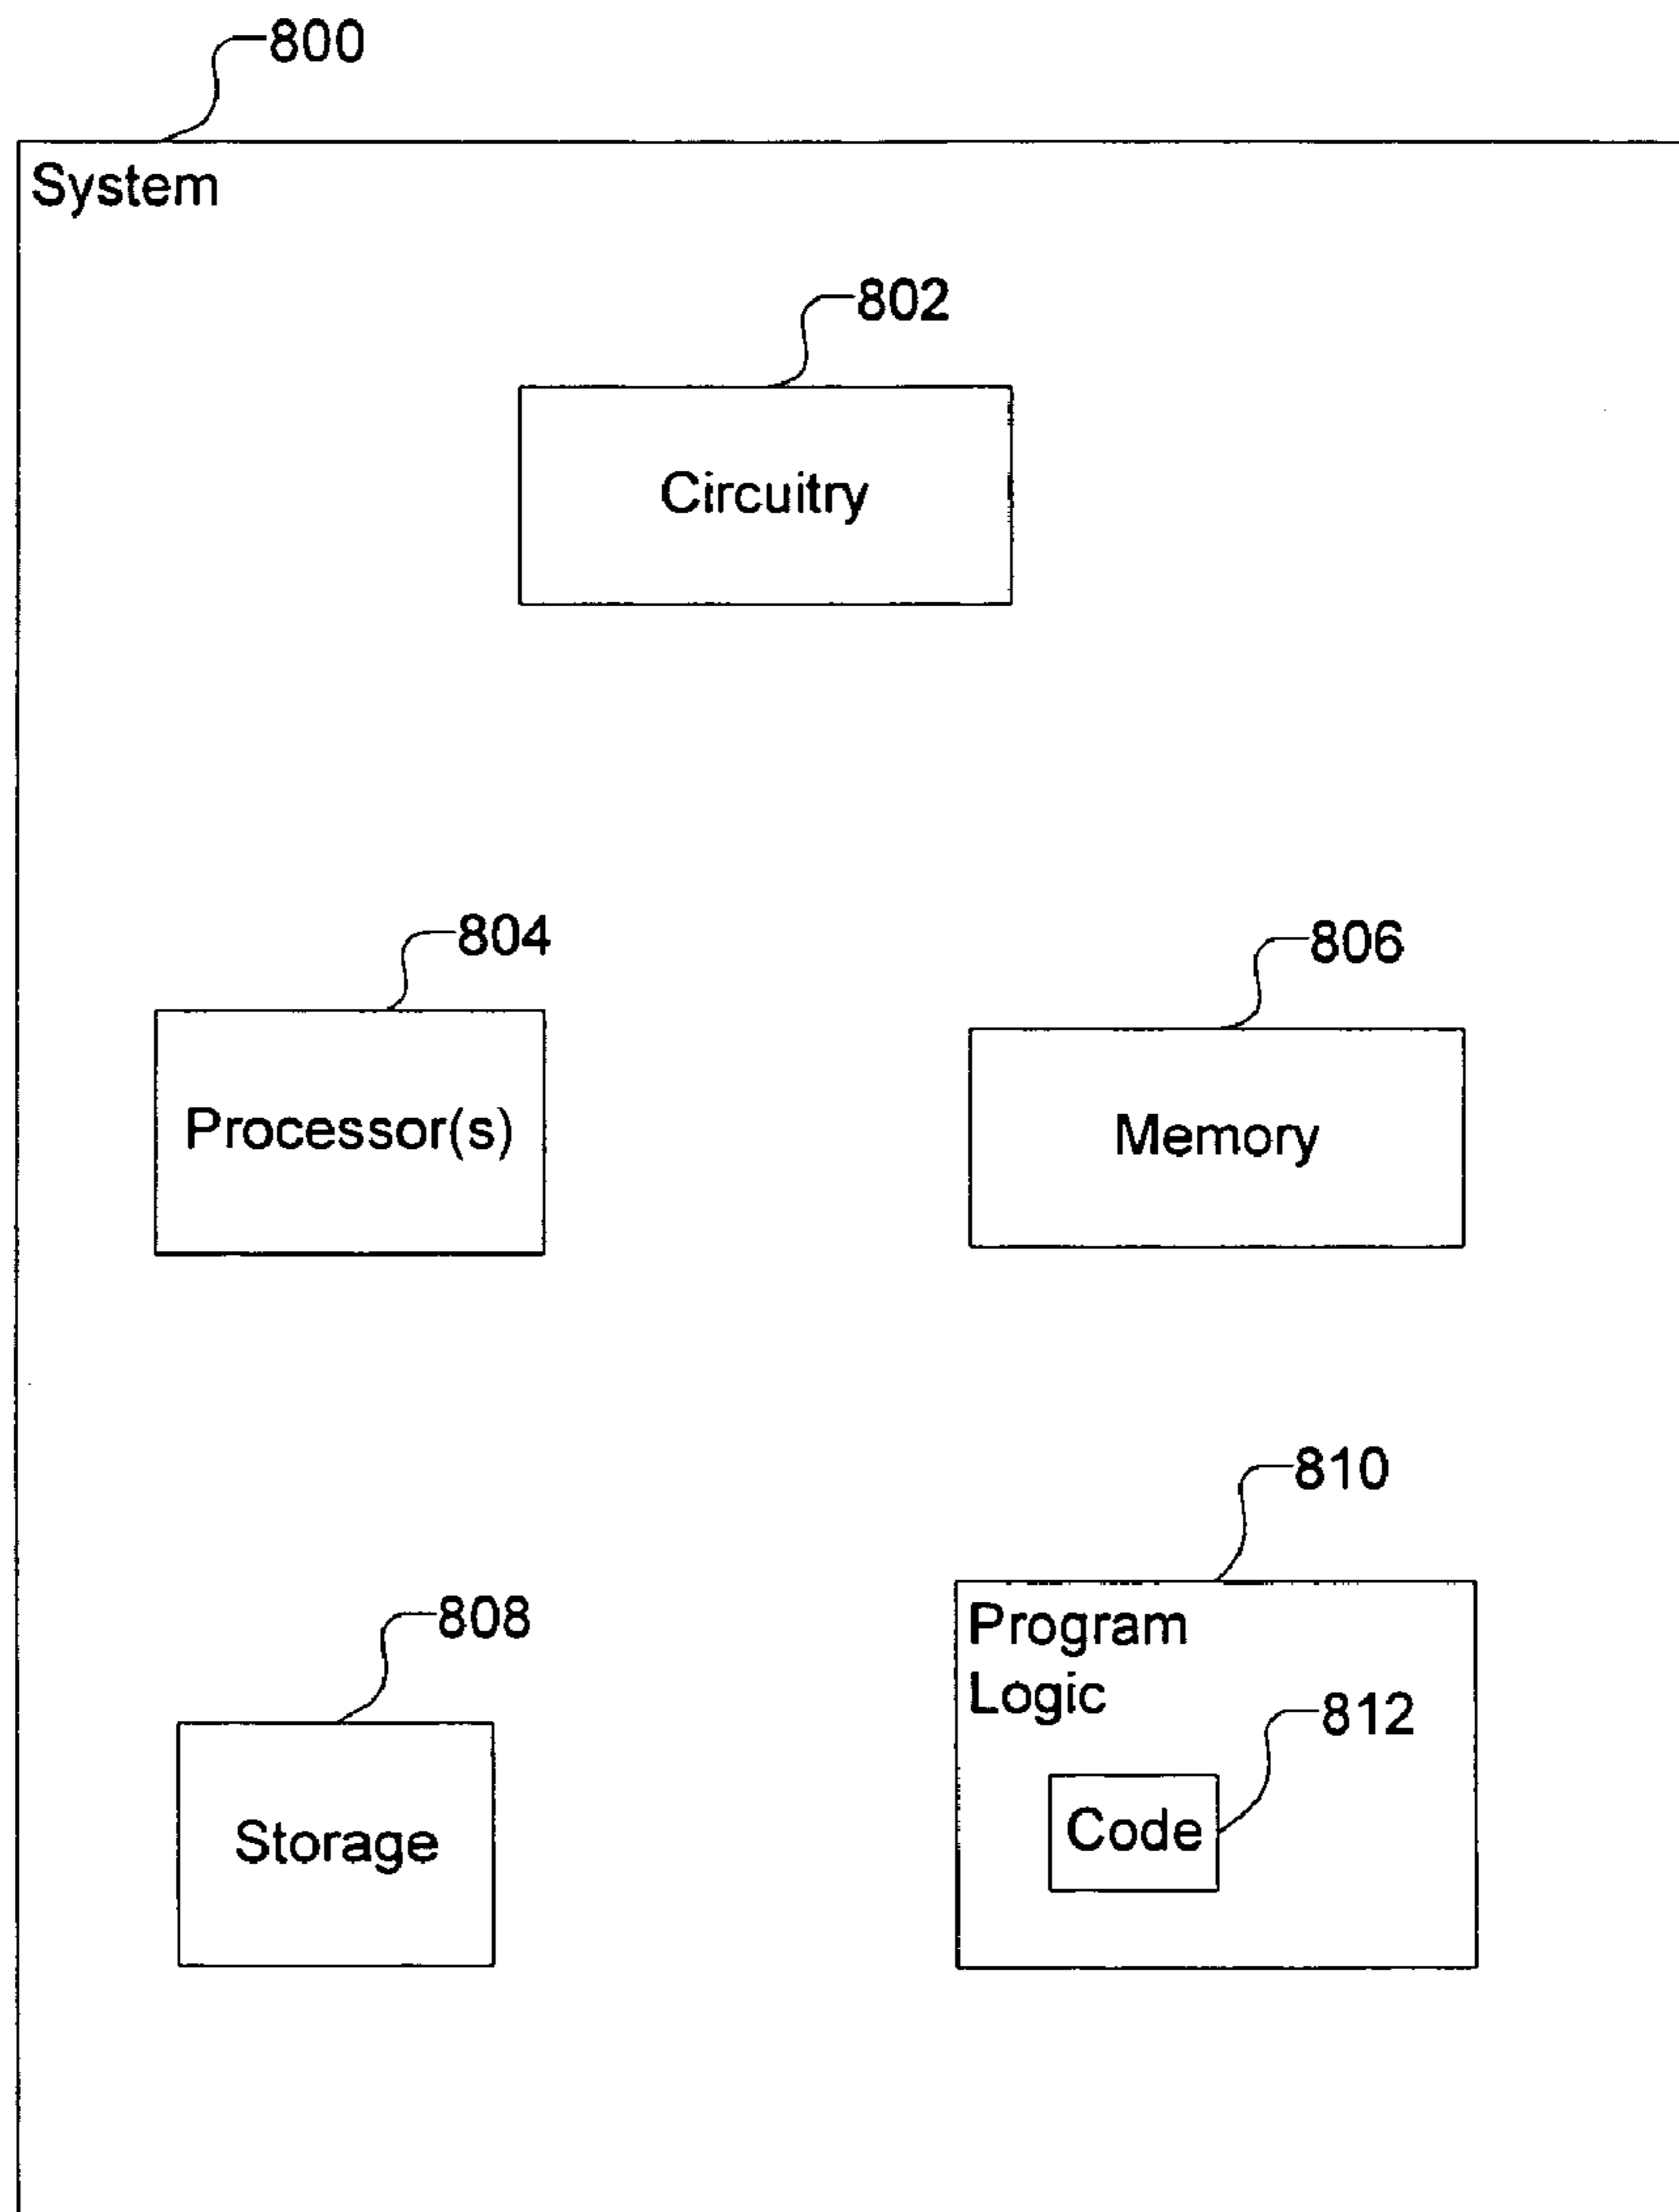 800
System
802
Circuitry
804
806
Processor(s)
Memory
810
808
Program
Logic
812
Code
Storage